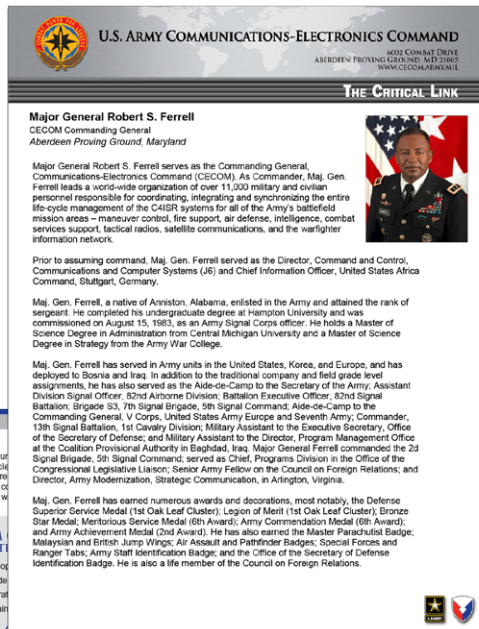 U.S. ARMY COMMUNICATIONS-ELECTRONICS COMMAND
6002 COMBAT DRIVE
ABERDEEN PROVING GROUND, MD 21005
WWW.CECOM.ARMY.MIL
THE CRITICAL LINK
Major General Robert S. Ferrell
CECOM Commanding General
Aberdeen Proving Ground, Maryland
Major General Robert S. Ferrell serves as the Commanding General,
Communications-Electronics Command (CECOM). As Commander, Maj. Gen.
Ferrell leads a world-wide organization of over 11,000 military and civilian
personnel responsible for coordinating, integrating and synchronizing the entire
life-cycle management of the C4ISR systems for all of the Army's battlefield
mission areas – maneuver control, fire support, air defense, intelligence, combat
services support, tactical radios, satellite communications, and the warfighter
information network.
Prior to assuming command, Maj. Gen. Ferrell served as the Director, Command and Control,
Communications and Computer Systems (J6) and Chief Information Officer, United States Africa
Command, Stuttgart, Germany.
Maj. Gen. Ferrell, a native of Anniston, Alabama, enlisted in the Army and attained the rank of
sergeant. He completed his undergraduate degree at Hampton University and was
commissioned on August 15, 1983, as an Army Signal Corps officer. He holds a Master of
Science Degree in Administration from Central Michigan University and a Master of Science
Degree in Strategy from the Army War College.
Maj. Gen. Ferrell has served in Army units in the United States, Korea, and Europe, and has
deployed to Bosnia and Iraq. In addition to the traditional company and field grade level
assignments, he has also served as the Aide-de-Camp to the Secretary of the Army; Assistant
Division Signal Officer, 82nd Airborne Division; Battalion Executive Officer, 82nd Signal
Battalion; Brigade S3, 7th Signal Brigade, 5th Signal Command; Aide-de-Camp to the
Commanding General, V Corps, United States Army Europe and Seventh Army; Commander,
13th Signal Battalion, 1st Cavalry Division; Military Assistant to the Executive Secretary, Office
of the Secretary of Defense; and Military Assistant to the Director, Program Management Office
at the Coalition Provisional Authority in Baghdad, Iraq. Major General Ferrell commanded the 2d
Signal Brigade, 5th Signal Command; served as Chief, Programs Division in the Office of the
Congressional Legislative Liaison; Senior Army Fellow on the Council on Foreign Relations; and
Director, Army Modernization, Strategic Communication, in Arlington, Virginia.
Maj. Gen. Ferrell has earned numerous awards and decorations, most notably, the Defense
Superior Service Medal (1st Oak Leaf Cluster); Legion of Merit (1st Oak Leaf Cluster); Bronze
Star Medal; Meritorious Service Medal (6th Award); Army Commendation Medal (6th Award);
and Army Achievement Medal (2nd Award). He has also earned the Master Parachutist Badge;
Malaysian and British Jump Wings; Air Assault and Pathfinder Badges; Special Forces and
Ranger Tabs; Army Staff Identification Badge; and the Office of the Secretary of Defense
Identification Badge. He is also a life member of the Council on Foreign Relations.